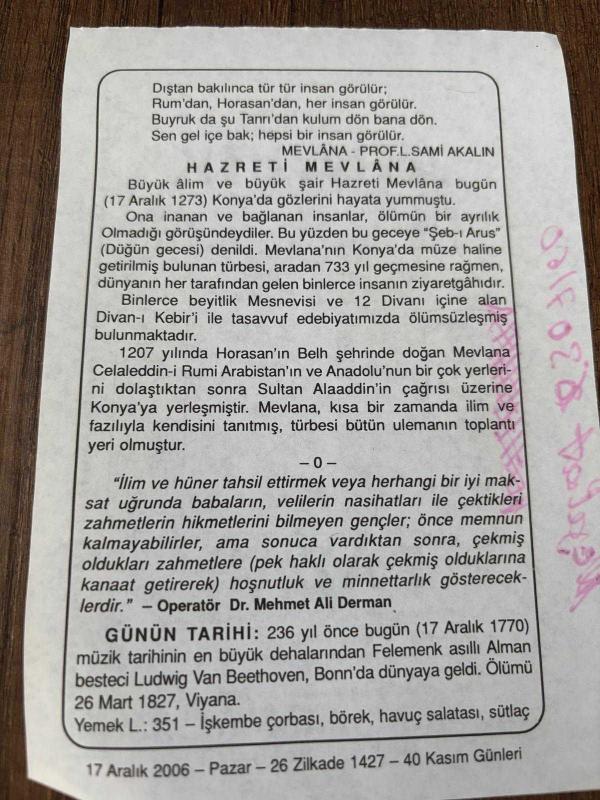 Dıştan bakılınca tür tür insan görülür;
Rum'dan, Horasan'dan, her insan görülür.
Buyruk da şu Tanrı'dan kulum dön bana dön.
Sen gel içe bak; hepsi bir insan görülür.
MEVLÂNA - PROF.L.SAMİ AKALIN
HAZRETİ MEVLÂNA
Büyük âlim ve büyük şair Hazreti Mevlâna bugün
(17 Aralık 1273) Konya'da gözlerini hayata yummuştu.
Ona inanan ve bağlanan insanlar, ölümün bir ayrılık
Olmadığı görüşündeydiler. Bu yüzden bu geceye "Şeb-ı Arus"
(Düğün gecesi) denildi. Mevlana'nın Konya'da müze haline
getirilmiş bulunan türbesi, aradan 733 yıl geçmesine rağmen,
dünyanın her tarafından gelen binlerce insanın ziyaretgâhıdır.
Binlerce beyitlik Mesnevisi ve 12 Divanı içine alan
Divan-ı Kebir'i ile tasavvuf edebiyatımızda ölümsüzleşmiş
bulunmaktadır.
1207 yılında Horasan'ın Belh şehrinde doğan Mevlana
Celaleddin-i Rumi Arabistan'ın ve Anadolu'nun bir çok yerleri-
ni dolaştıktan sonra Sultan Alaaddin'in çağrısı üzerine
Konya'ya yerleşmiştir. Mevlana, kısa bir zamanda ilim ve
fazılıyla kendisini tanıtmış, türbesi bütün ulemanın toplantı
yeri olmuştur.
– 0 –
"İlim ve hüner tahsil ettirmek veya herhangi bir iyi mak-
sat uğrunda babaların, velilerin nasihatları ile çektikleri
zahmetlerin hikmetlerini bilmeyen gençler; önce memnun
kalmayabilirler, ama sonuca vardıktan sonra, çekmiş
oldukları zahmetlere (pek haklı olarak çekmiş olduklarına
kanaat getirerek) hoşnutluk ve minnettarlık gösterecek-
lerdir." – Operatör Dr. Mehmet Ali Derman
GÜNÜN TARİHİ: 236 yıl önce bugün (17 Aralık 1770)
müzik tarihinin en büyük dehalarından Felemenk asıllı Alman
besteci Ludwig Van Beethoven, Bonn'da dünyaya geldi. Ölümü
26 Mart 1827, Viyana.
Yemek L.: 351 – İşkembe çorbası, börek, havuç salatası, sütlaç
17 Aralık 2006 – Pazar – 26 Zilkade 1427 – 40 Kasım Günleri